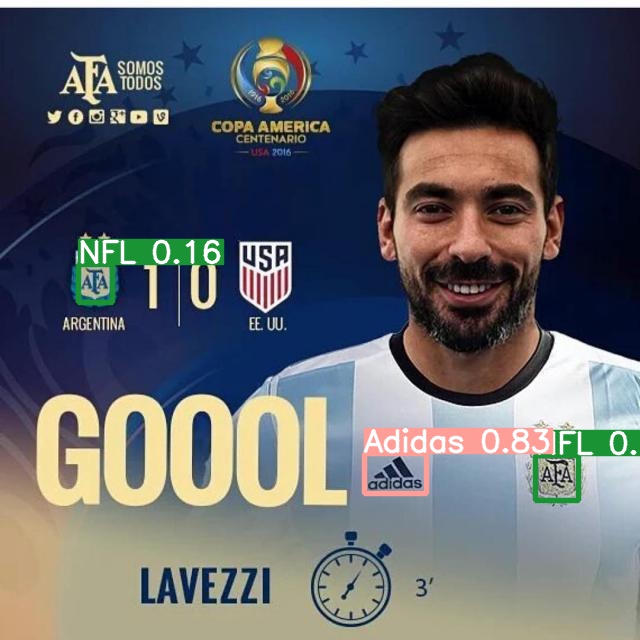 AFA SOMOS
TODOS
1916 2016
COPA AMERICA
CENTENARIO
USA 2016
NFL 0.16
AFA
1 0
USA
ARGENTINA
EE. UU.
GOOOL
Adidas 0.83
FL 0.
adidas
AFA
LAVEZZI
3'